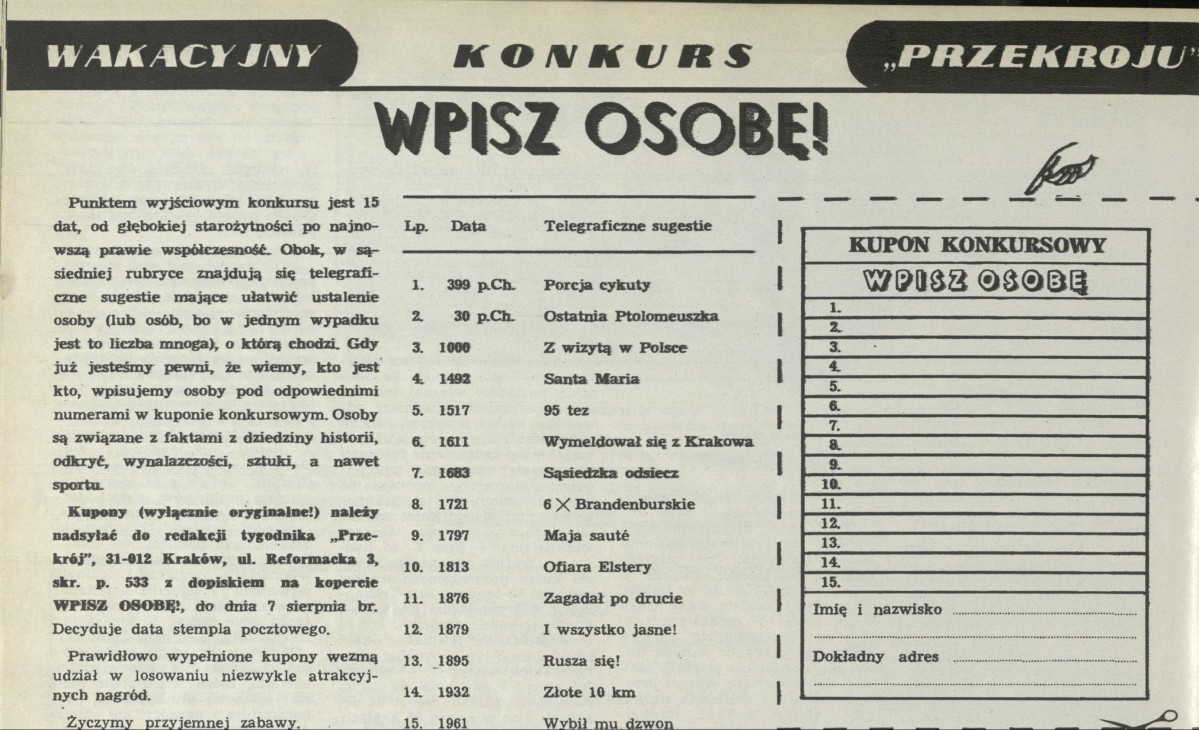 WAKACYJNY KONKURS „PRZEKROJU”
WPISZ OSOBĘ!
Punktem wyjściowym konkursu jest 15
dat, od głębokiej starożytności po najno-
wszą prawie współczesność. Obok, w są-
siedniej rubryce znajdują się telegrafi-
czne sugestie mające ułatwić ustalenie
osoby (lub osób, bo w jednym wypadku
jest to liczba mnoga), o którą chodzi. Gdy
już jesteśmy pewni, że wiemy, kto jest
kto, wpisujemy osoby pod odpowiednimi
numerami w kuponie konkursowym. Osoby
są związane z faktami z dziedziny historii,
odkryć, wynalazczości, sztuki, a nawet
sportu.
Kupony (wyłącznie oryginalne!) należy
nadsyłać do redakcji tygodnika „Prze-
krój”, 31-012 Kraków, ul. Reformacka 3,
skr. p. 533 z dopiskiem na kopercie
WPISZ OSOBĘ!, do dnia 7 sierpnia br.
Decyduje data stempla pocztowego.
Prawidłowo wypełnione kupony wezmą
udział w losowaniu niezwykle atrakcyj-
nych nagród.
Życzymy przyjemnej zabawy.
Lp. Data Telegraficzne sugestie
1. 399 p.Ch. Porcja cykuty
2. 30 p.Ch. Ostatnia Ptolomeuszka
3. 1000 Z wizytą w Polsce
4. 1492 Santa Maria
5. 1517 95 tez
6. 1611 Wymeldował się z Krakowa
7. 1683 Sąsiedzka odsiecz
8. 1721 6 X Brandenburskie
9. 1797 Maja sauté
10. 1813 Ofiara Elstery
11. 1876 Zagadał po drucie
12. 1879 I wszystko jasne!
13. 1895 Rusza się!
14. 1932 Złote 10 km
15. 1961 Wybił mu dzwon
KUPON KONKURSOWY
WPISZ OSOBĘ
1.
2.
3.
4.
5.
6.
7.
8.
9.
10.
11.
12.
13.
14.
15.
Imię i nazwisko
Dokładny adres